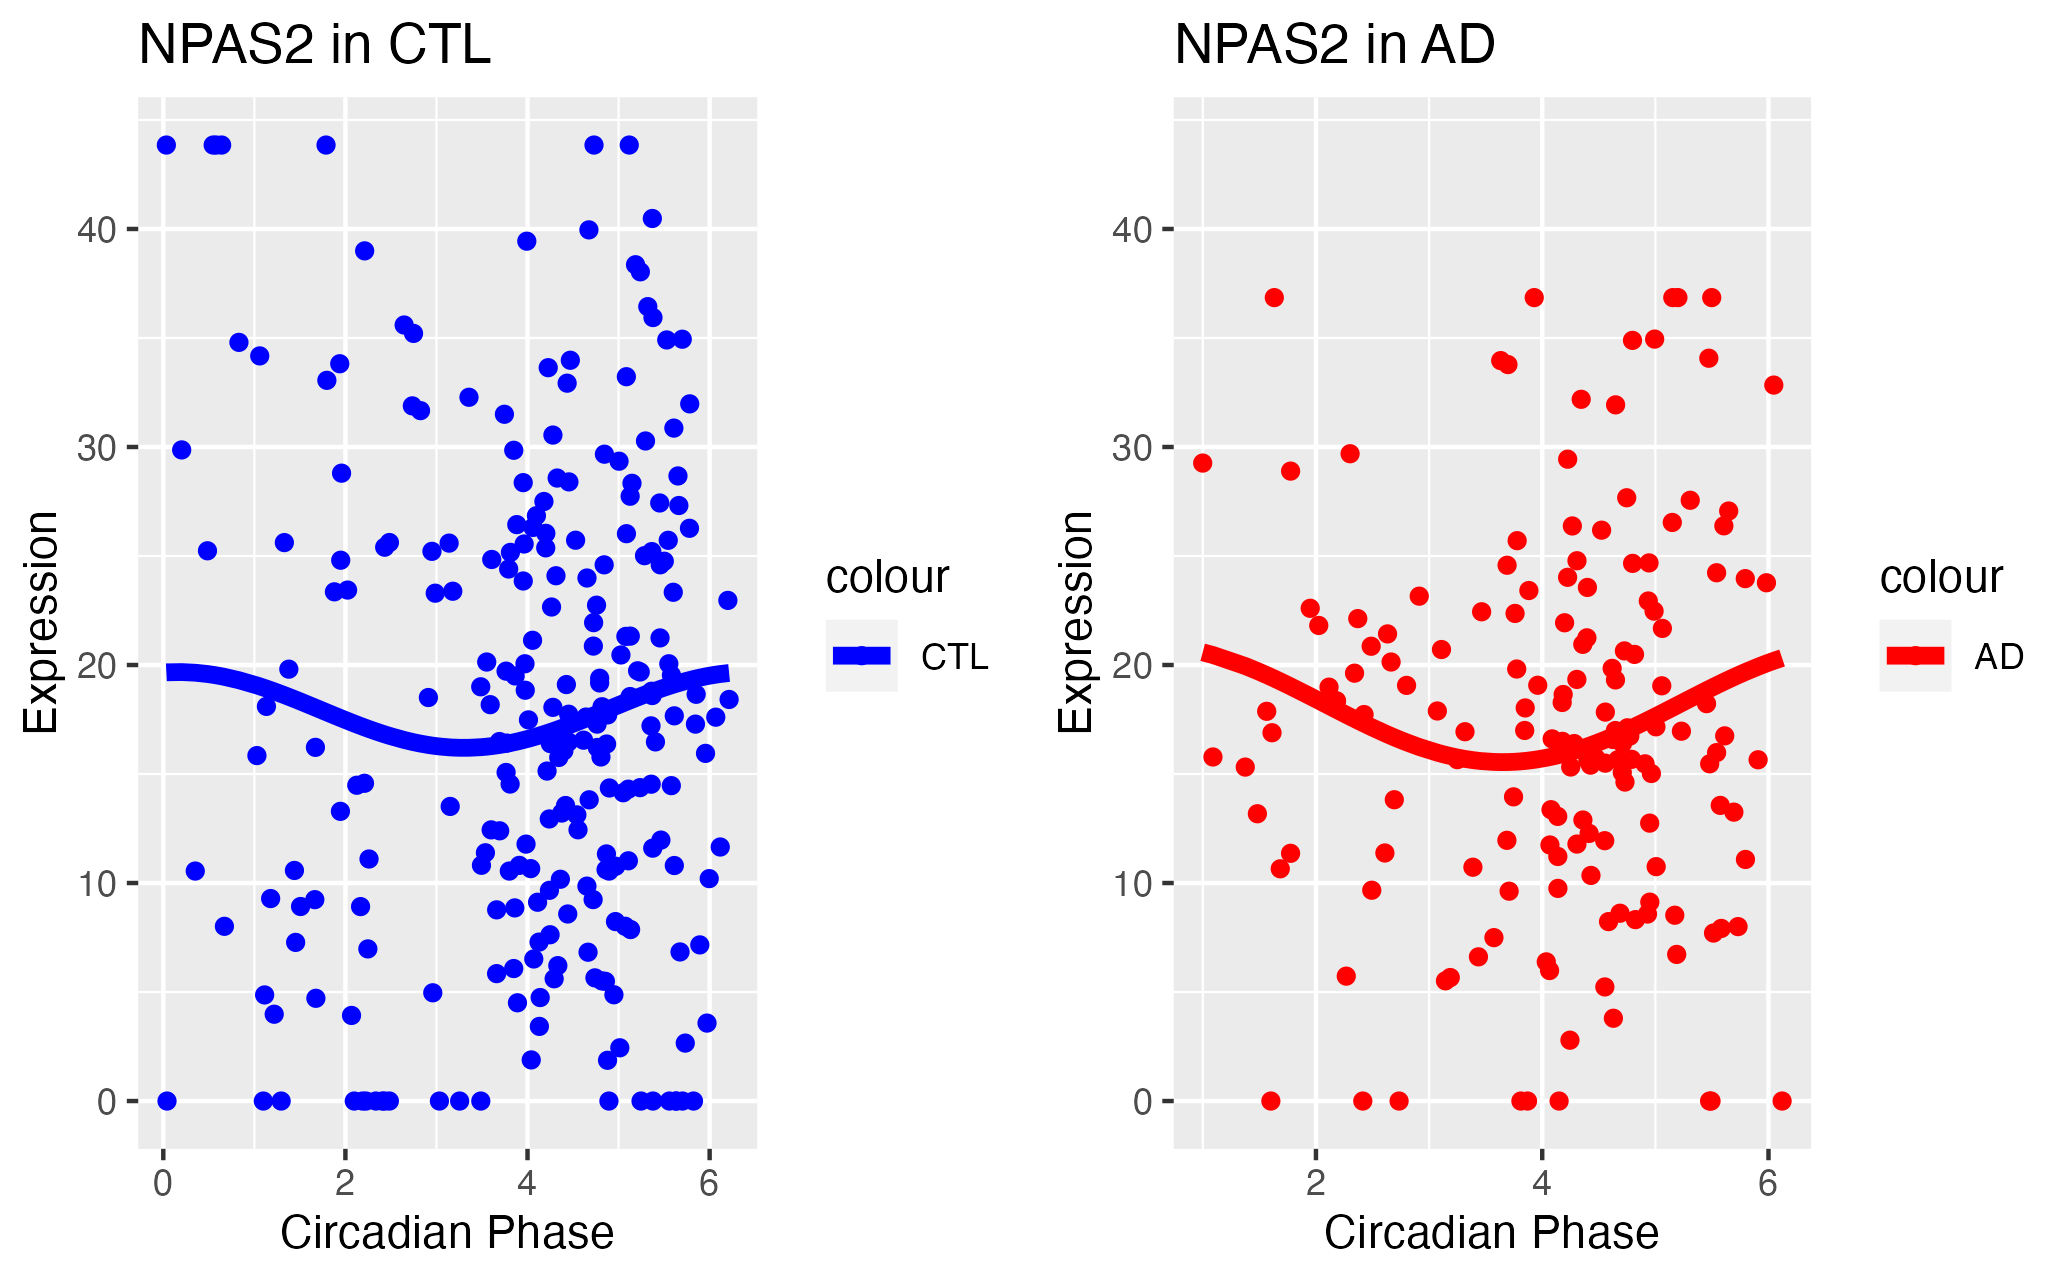 NPAS2 in CTL
40
30
20
10
0
Expression
0 2 4 6
Circadian Phase
colour
CTL
NPAS2 in AD
40
30
20
10
0
Expression
2 4 6
Circadian Phase
colour
AD